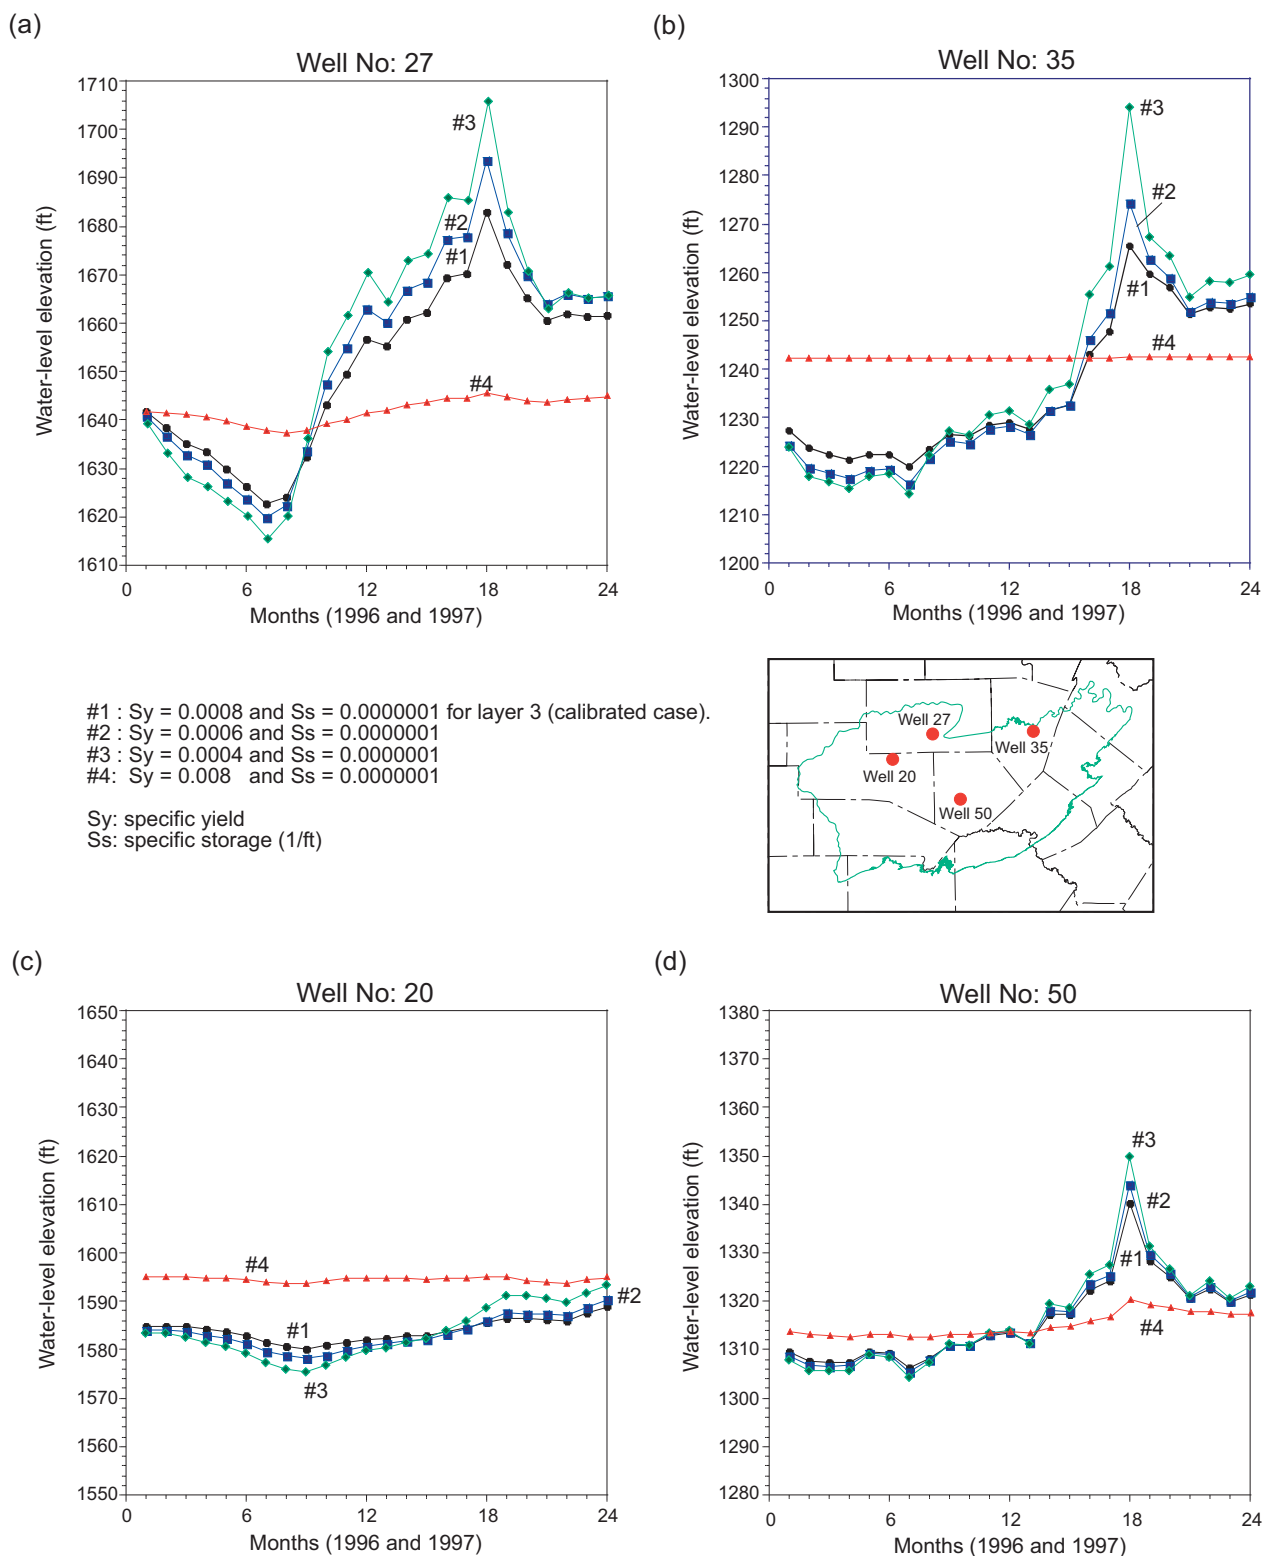 (a)
Well No: 27
Water-level elevation (ft)
1710
1700
1690
1680
1670
1660
1650
1640
1630
1620
1610
#3
#2
#1
#4
0 6 12 18 24
Months (1996 and 1997)
(b)
Well No: 35
Water-level elevation (ft)
1300
1290
1280
1270
1260
1250
1240
1230
1220
1210
1200
#3
#2
#1
#4
0 6 12 18 24
Months (1996 and 1997)
#1 : Sy = 0.0008 and Ss = 0.0000001 for layer 3 (calibrated case).
#2 : Sy = 0.0006 and Ss = 0.0000001
#3 : Sy = 0.0004 and Ss = 0.0000001
#4: Sy = 0.008 and Ss = 0.0000001
Sy: specific yield
Ss: specific storage (1/ft)
Well 27
Well 35
Well 20
Well 50
(c)
Well No: 20
Water-level elevation (ft)
1650
1640
1630
1620
1610
1600
1590
1580
1570
1560
1550
#4
#2
#1
#3
0 6 12 18 24
Months (1996 and 1997)
(d)
Well No: 50
Water-level elevation (ft)
1380
1370
1360
1350
1340
1330
1320
1310
1300
1290
1280
#3
#2
#1
#4
0 6 12 18 24
Months (1996 and 1997)